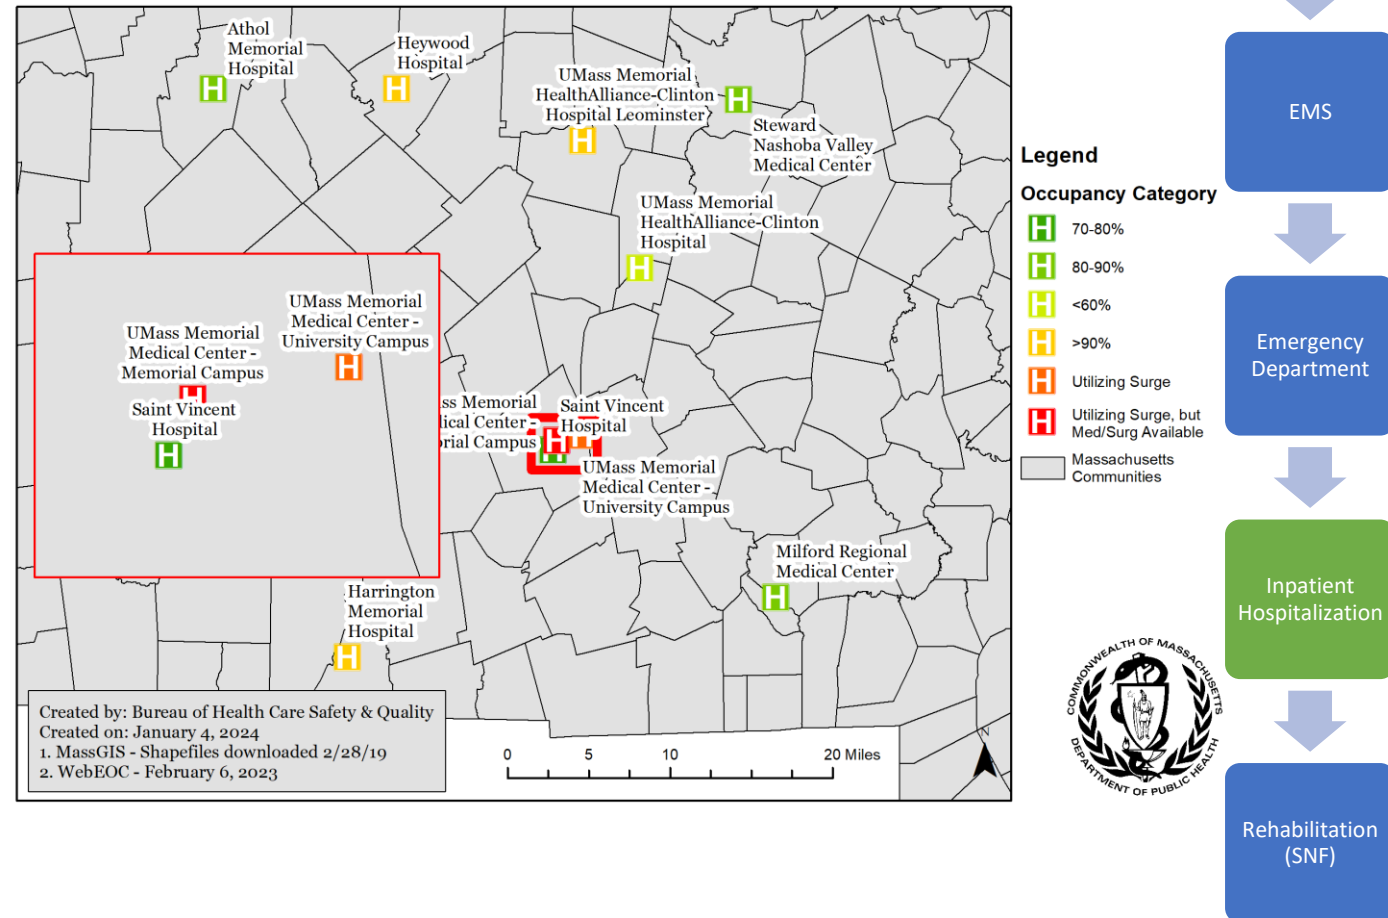 Athol
Memorial
Hospital
H
Heywood
Hospital
H
UMass Memorial
HealthAlliance-Clinton
Hospital Leominster
H
H
Steward
Nashoba Valley
Medical Center
UMass Memorial
HealthAlliance-Clinton
Hospital
H
UMass Memorial
Medical Center -
University Campus
H
UMass Memorial
Medical Center -
Memorial Campus
H
Saint Vincent
Hospital
H
ss Memorial
lical Center -
orial Campus
Saint Vincent
Hospital
H
H
H
UMass Memorial
Medical Center -
University Campus
Milford Regional
Medical Center
H
Harrington
Memorial
Hospital
H
Created by: Bureau of Health Care Safety & Quality
Created on: January 4, 2024
1. MassGIS - Shapefiles downloaded 2/28/19
2. WebEOC - February 6, 2023
0 5 10 20 Miles
N
Legend
Occupancy Category
H 70-80%
H 80-90%
H <60%
H >90%
H Utilizing Surge
H Utilizing Surge, but
Med/Surg Available
Massachusetts
Communities
COMMONWEALTH OF MASSACHUSETTS
DEPARTMENT OF PUBLIC HEALTH
EMS
Emergency
Department
Inpatient
Hospitalization
Rehabilitation
(SNF)